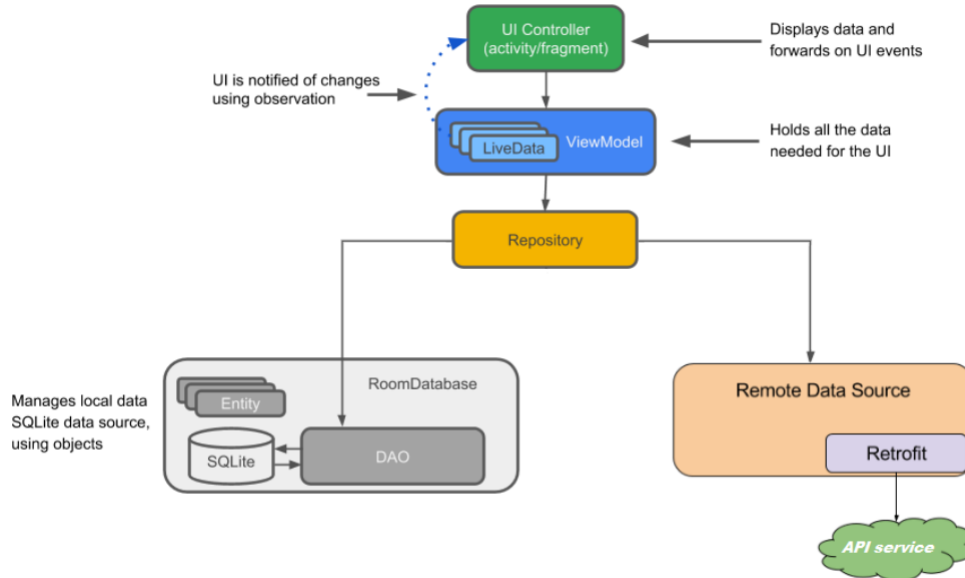 UI Controller
(activity/fragment)
Displays data and
forwards on UI events
UI is notified of changes
using observation
LiveData
ViewModel
Holds all the data
needed for the UI
Repository
RoomDatabase
Entity
SQLite
DAO
Manages local data
SQLite data source,
using objects
Remote Data Source
Retrofit
API service